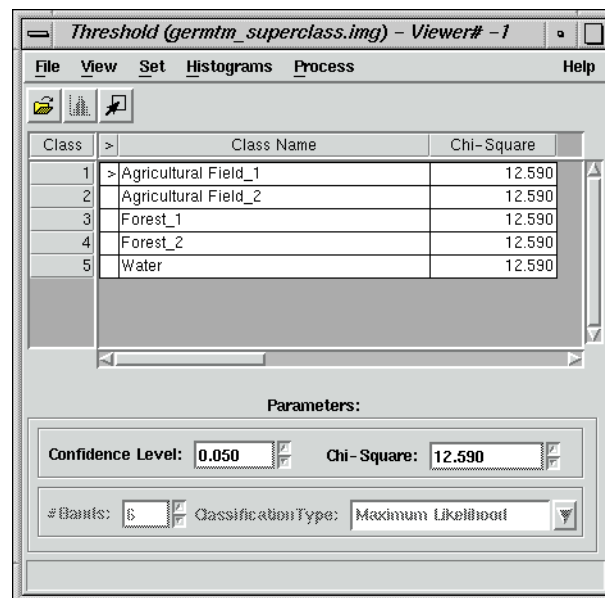 Threshold (germtm_superclass.img) - Viewer# -1
File View Set Histograms Process Help
Class > Class Name Chi-Square
1 > Agricultural Field_1 12.590
2 Agricultural Field_2 12.590
3 Forest_1 12.590
4 Forest_2 12.590
5 Water 12.590
Parameters:
Confidence Level: 0.050 Chi-Square: 12.590
#Bands: 6 ClassificationType: Maximum Likelihood